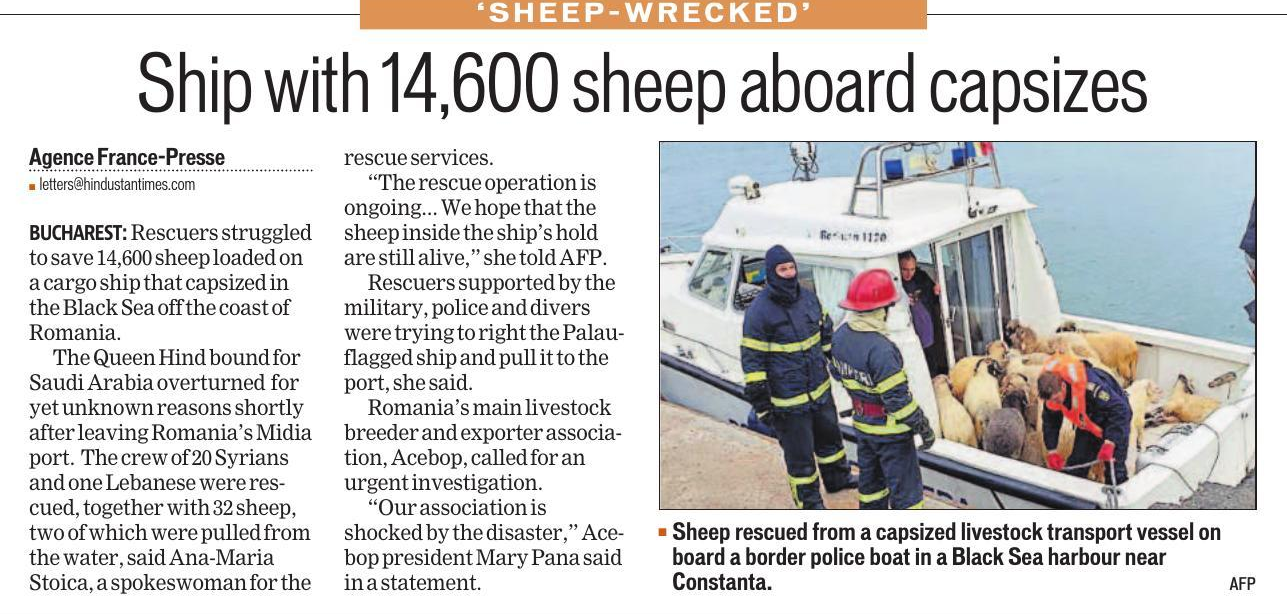 ‘SHEEP-WRECKED’
Ship with 14,600 sheep aboard capsizes
Agence France-Presse
letters@hindustantimes.com
BUCHAREST: Rescuers struggled
to save 14,600 sheep loaded on
a cargo ship that capsized in
the Black Sea off the coast of
Romania.
The Queen Hind bound for
Saudi Arabia overturned for
yet unknown reasons shortly
after leaving Romania’s Midia
port. The crew of 20 Syrians
and one Lebanese were res-
cued, together with 32 sheep,
two of which were pulled from
the water, said Ana-Maria
Stoica, a spokeswoman for the
rescue services.
“The rescue operation is
ongoing... We hope that the
sheep inside the ship’s hold
are still alive,” she told AFP.
Rescuers supported by the
military, police and divers
were trying to right the Palau-
flagged ship and pull it to the
port, she said.
Romania’s main livestock
breeder and exporter associa-
tion, Acebop, called for an
urgent investigation.
“Our association is
shocked by the disaster,” Ace-
bop president Mary Pana said
in a statement.
Sheep rescued from a capsized livestock transport vessel on
board a border police boat in a Black Sea harbour near
Constanta.
AFP